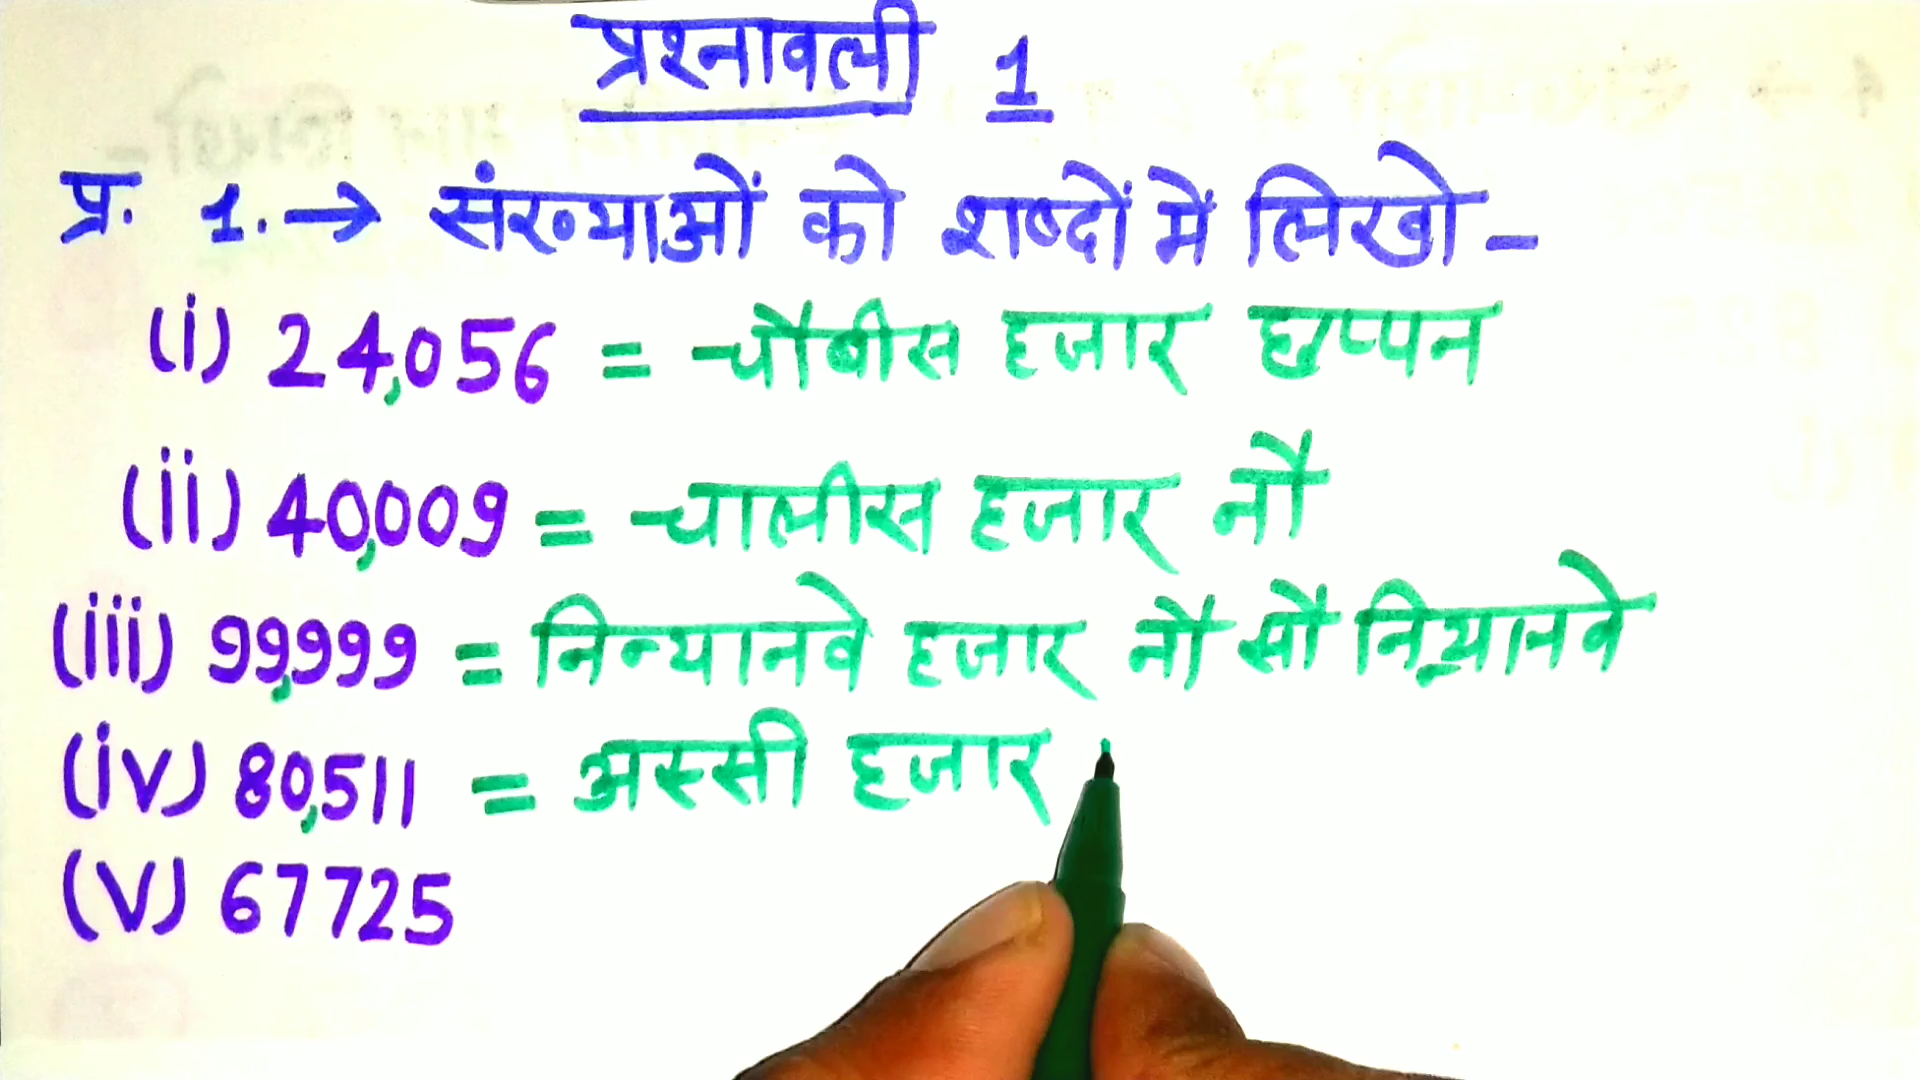 प्रश्नावली 1
प्र. 1. → संख्याओं को शब्दों में लिखो -
(i) 24,056 = चौबीस हजार छप्पन
(ii) 40,009 = चालीस हजार नौ
(iii) 99,999 = निन्यानवे हजार नौ सौ निन्यानवे
(iv) 80,511 = अस्सी हजार
(v) 67725